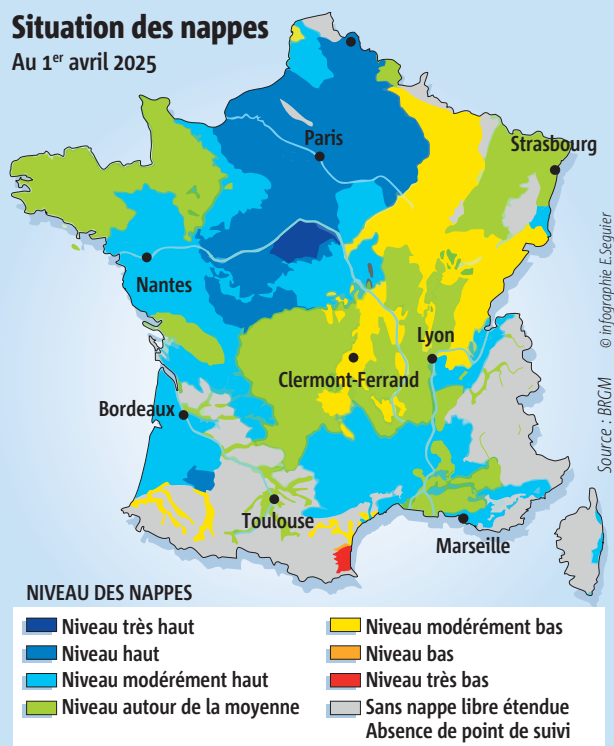 Situation des nappes
Au 1er avril 2025
Paris
Strasbourg
Nantes
Lyon
Clermont-Ferrand
Bordeaux
Toulouse
Marseille
Source : BRGM © infographie E.Seguier
NIVEAU DES NAPPES
Niveau très haut
Niveau haut
Niveau modérément haut
Niveau autour de la moyenne
Niveau modérément bas
Niveau bas
Niveau très bas
Sans nappe libre étendue
Absence de point de suivi